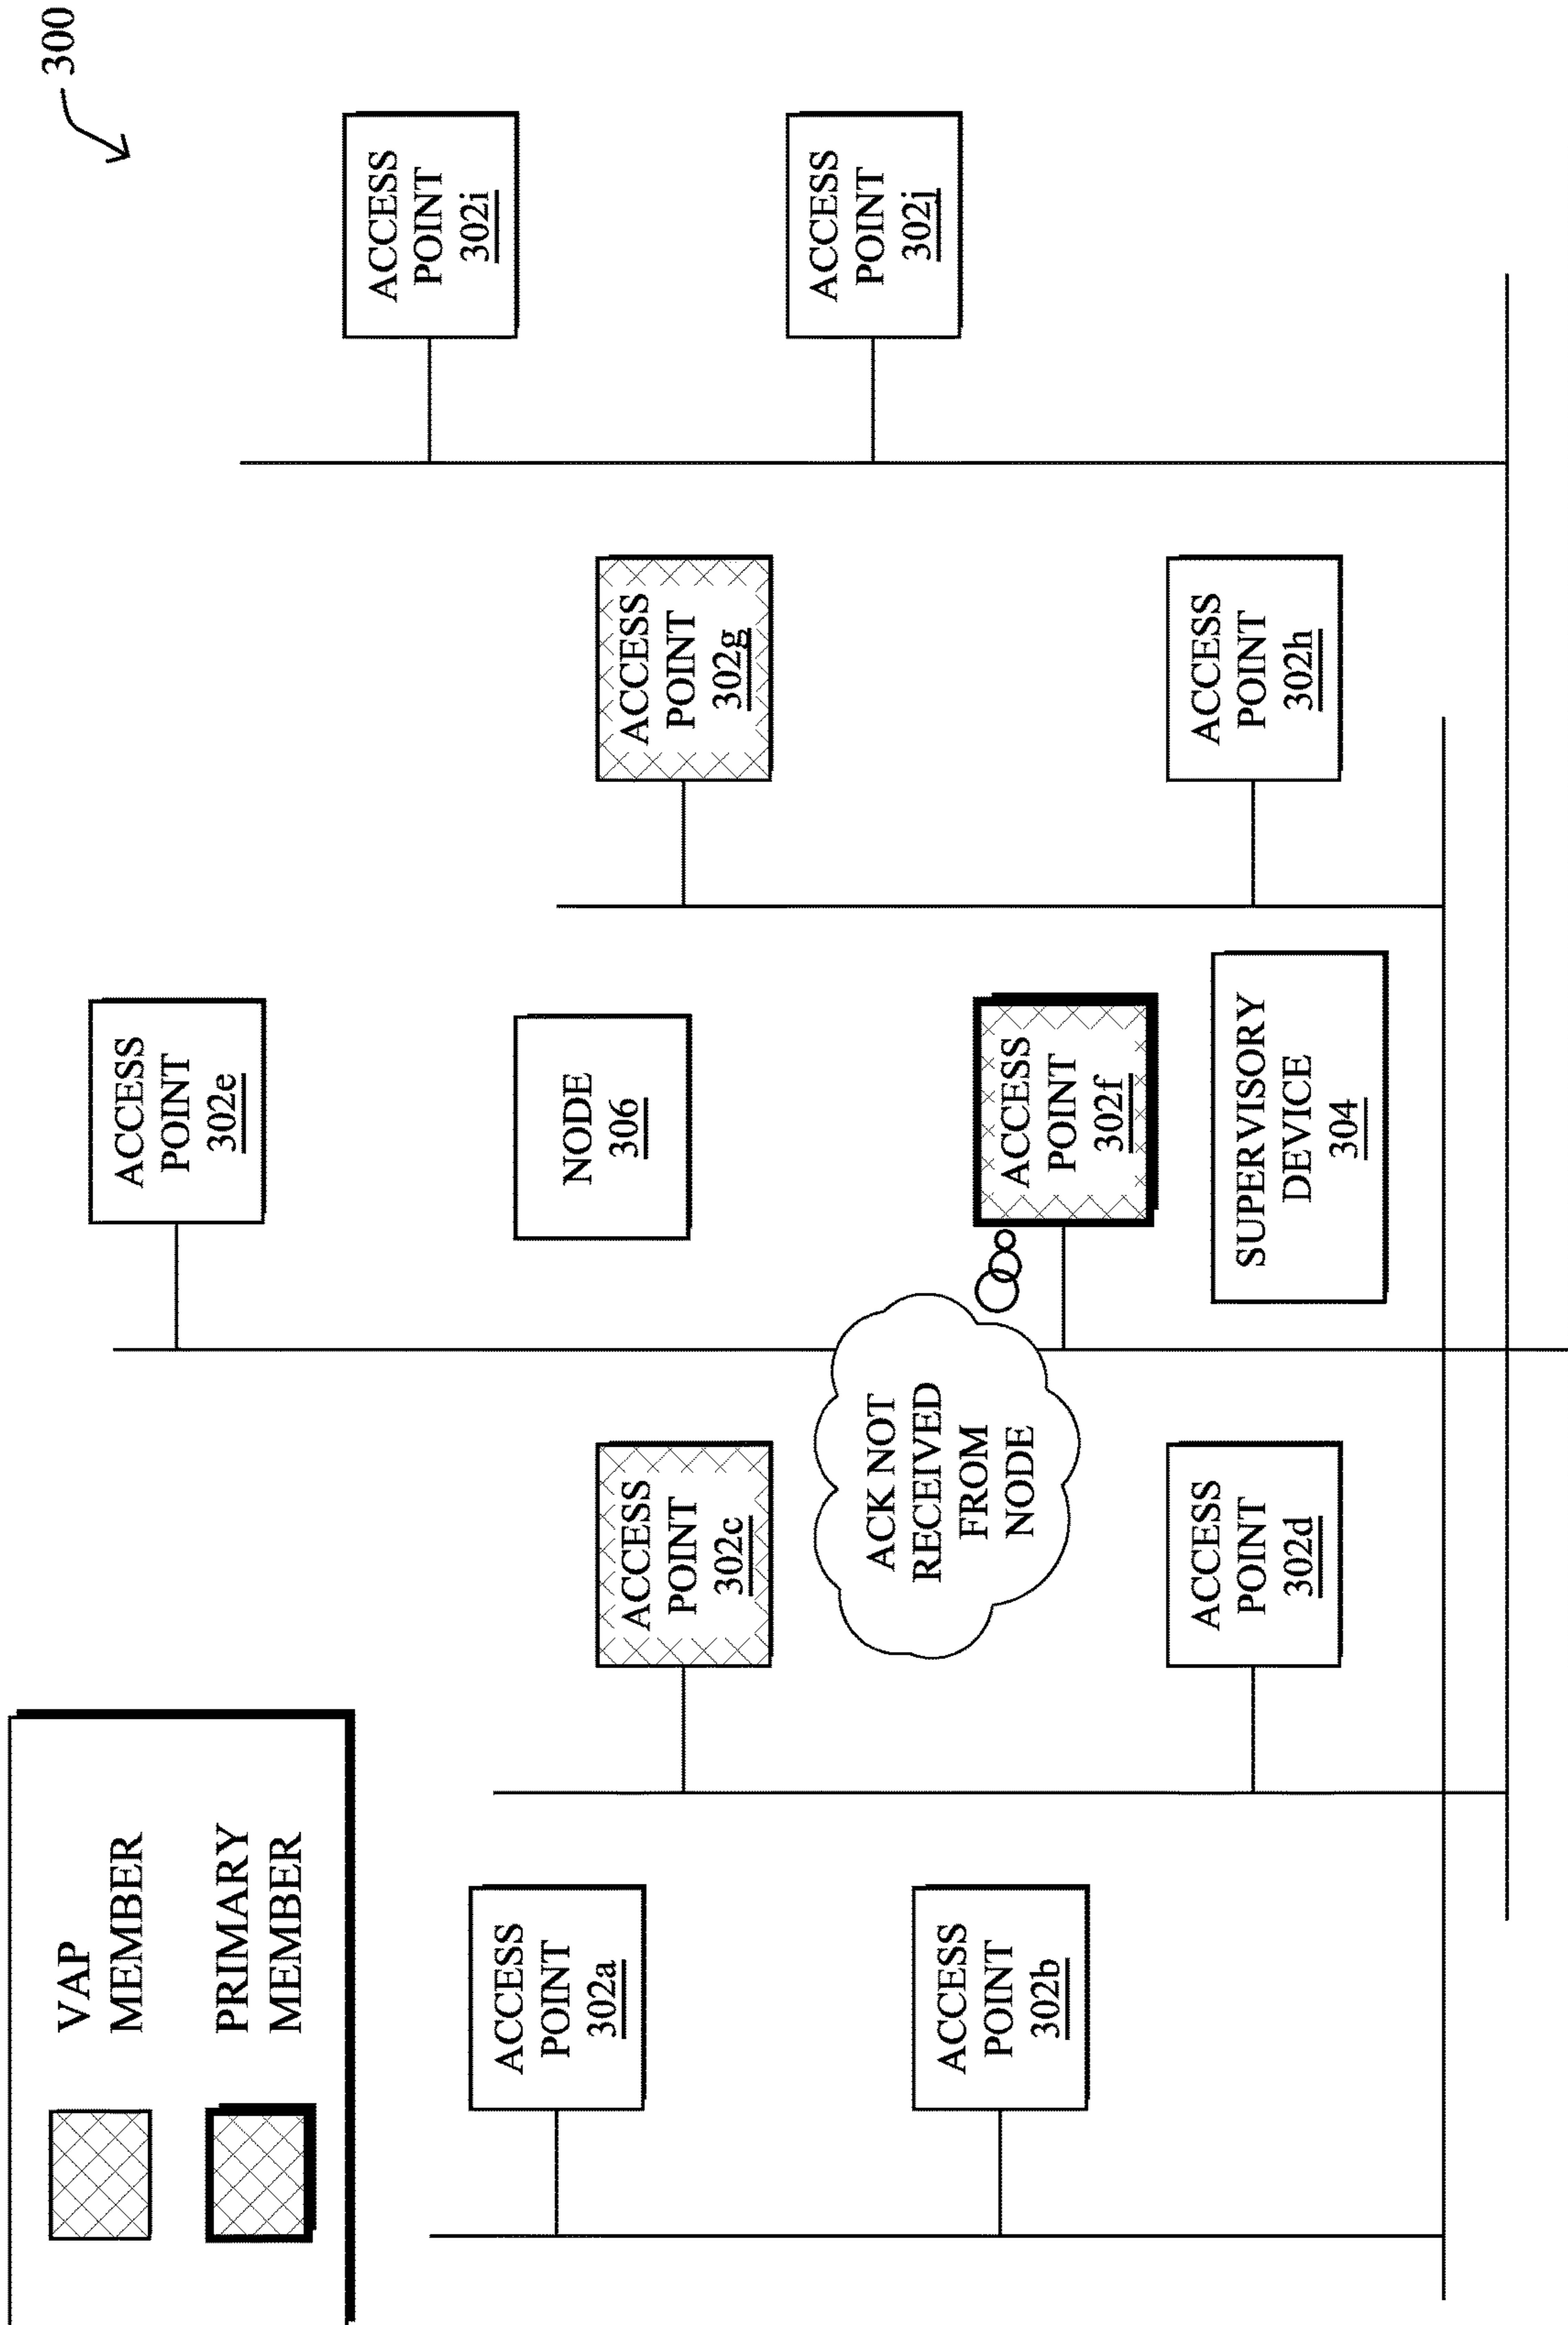 300
VAP
MEMBER
PRIMARY
MEMBER
ACCESS
POINT
302e
ACCESS
POINT
302i
ACCESS
POINT
302a
NODE
306
ACCESS
POINT
302c
ACCESS
POINT
302g
ACCESS
POINT
302j
ACK NOT
RECEIVED
FROM
NODE
ACCESS
POINT
302b
ACCESS
POINT
302f
ACCESS
POINT
302d
SUPERVISORY
DEVICE
304
ACCESS
POINT
302h